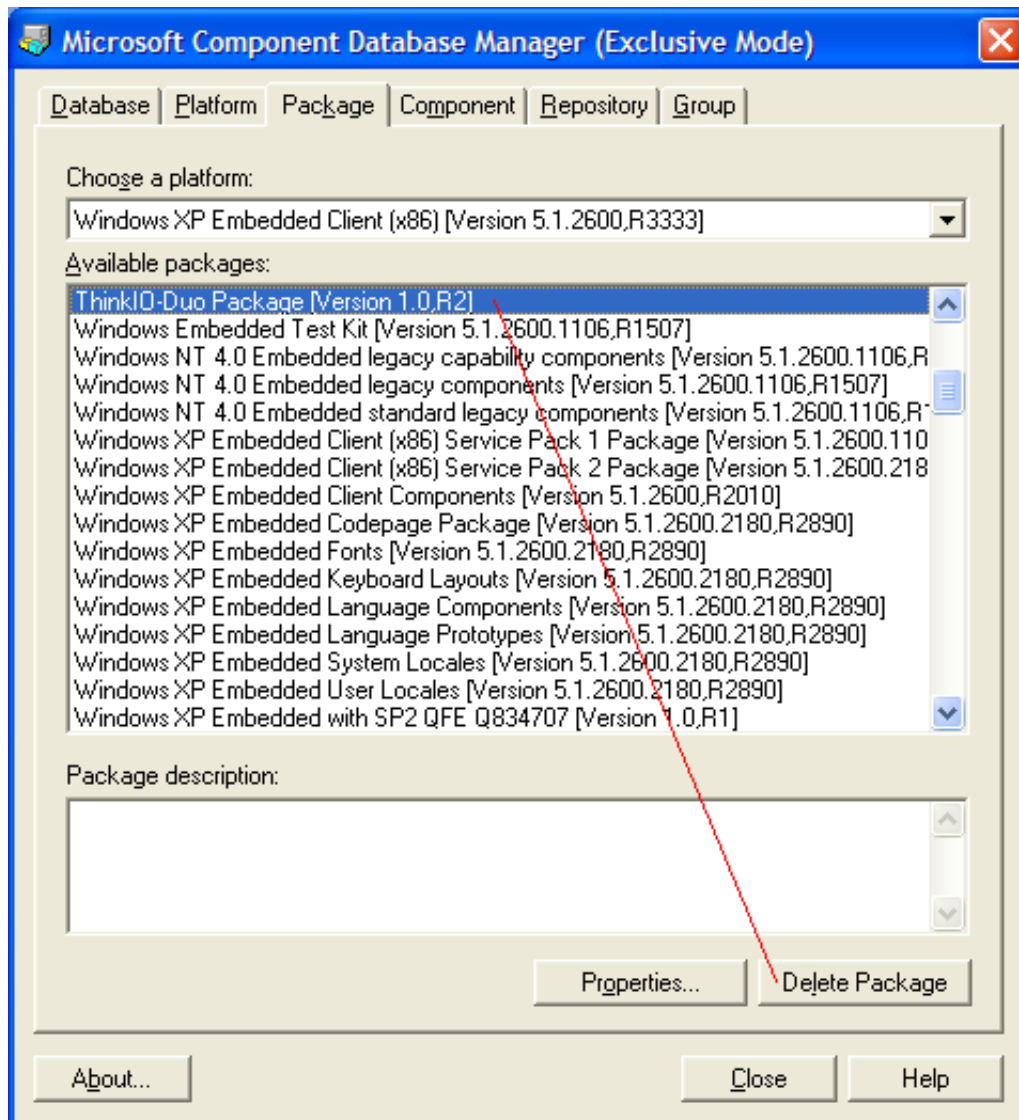 Microsoft Component Database Manager (Exclusive Mode)
Database Platform Package Component Repository Group
Choose a platform:
Windows XP Embedded Client (x86) [Version 5.1.2600,R3333]
Available packages:
ThinkIO-Duo Package [Version 1.0,R2]
Windows Embedded Test Kit [Version 5.1.2600.1106,R1507]
Windows NT 4.0 Embedded legacy capability components [Version 5.1.2600.1106,R
Windows NT 4.0 Embedded legacy components [Version 5.1.2600.1106,R1507]
Windows NT 4.0 Embedded standard legacy components [Version 5.1.2600.1106,R
Windows XP Embedded Client (x86) Service Pack 1 Package [Version 5.1.2600.110
Windows XP Embedded Client (x86) Service Pack 2 Package [Version 5.1.2600.218
Windows XP Embedded Client Components [Version 5.1.2600,R2010]
Windows XP Embedded Codepage Package [Version 5.1.2600.2180,R2890]
Windows XP Embedded Fonts [Version 5.1.2600.2180,R2890]
Windows XP Embedded Keyboard Layouts [Version 5.1.2600.2180,R2890]
Windows XP Embedded Language Components [Version 5.1.2600.2180,R2890]
Windows XP Embedded Language Prototypes [Version 5.1.2600.2180,R2890]
Windows XP Embedded System Locales [Version 5.1.2600.2180,R2890]
Windows XP Embedded User Locales [Version 5.1.2600.2180,R2890]
Windows XP Embedded with SP2 QFE Q834707 [Version 1.0,R1]
Package description:
Properties... Delete Package
About... Close Help